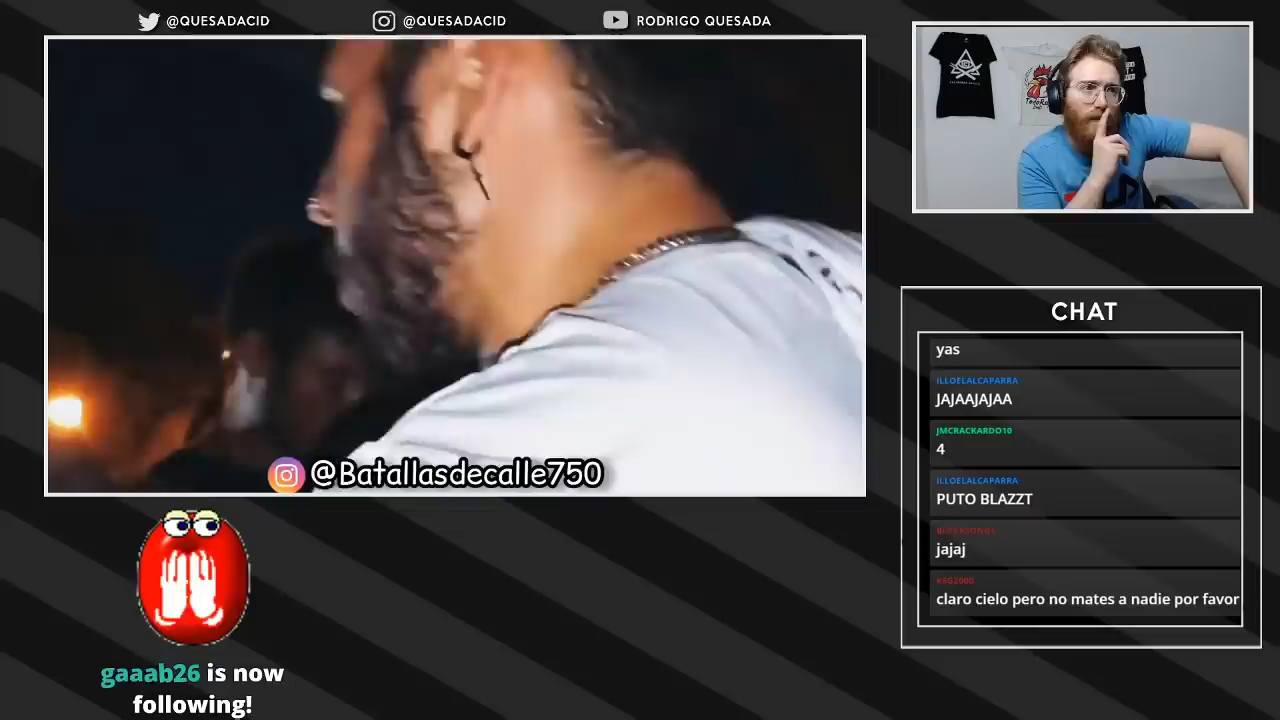 @QUESADACID
@QUESADACID
RODRIGO QUESADA
@Batallasdecalle750
CHAT
yas
ILLOELALCAPARRA
JAJAAJAJAA
JMCRACKARDO10
4
ILLOELALCAPARRA
PUTO BLAZZT
jajaj
KSG2000
claro cielo pero no mates a nadie por favor
gaaab26 is now
following!